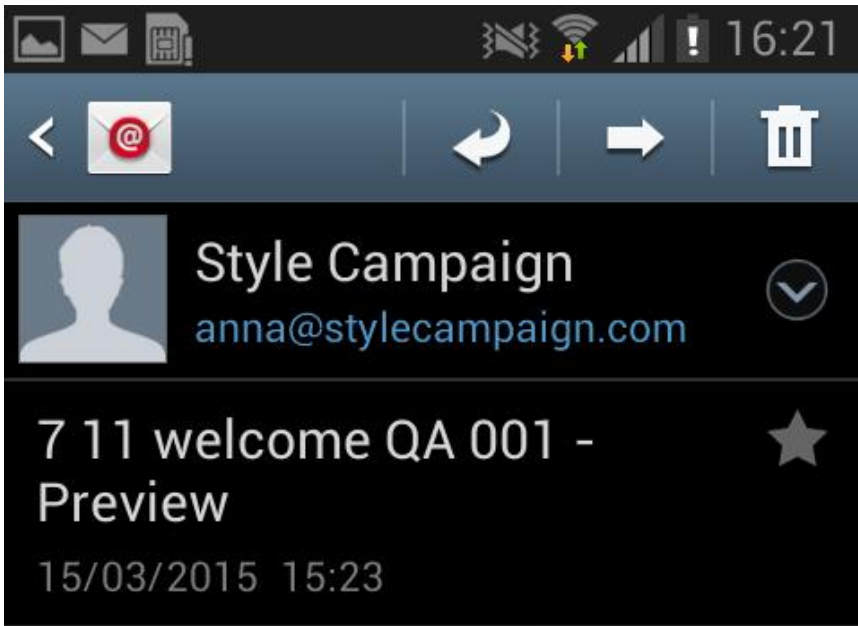 16:21
@
Style Campaign
anna@stylecampaign.com
7 11 welcome QA 001 -
Preview
15/03/2015 15:23